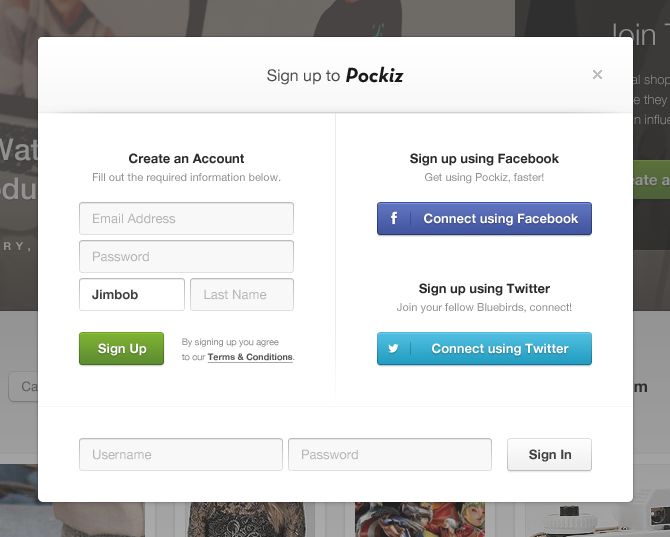 Join
Sign up to Pockiz
×
Create an Account
Fill out the required information below.
Email Address
Password
Jimbob
Last Name
Sign Up
By signing up you agree
to our Terms & Conditions.
Sign up using Facebook
Get using Pockiz, faster!
f Connect using Facebook
Sign up using Twitter
Join your fellow Bluebirds, connect!
Connect using Twitter
Username
Password
Sign In